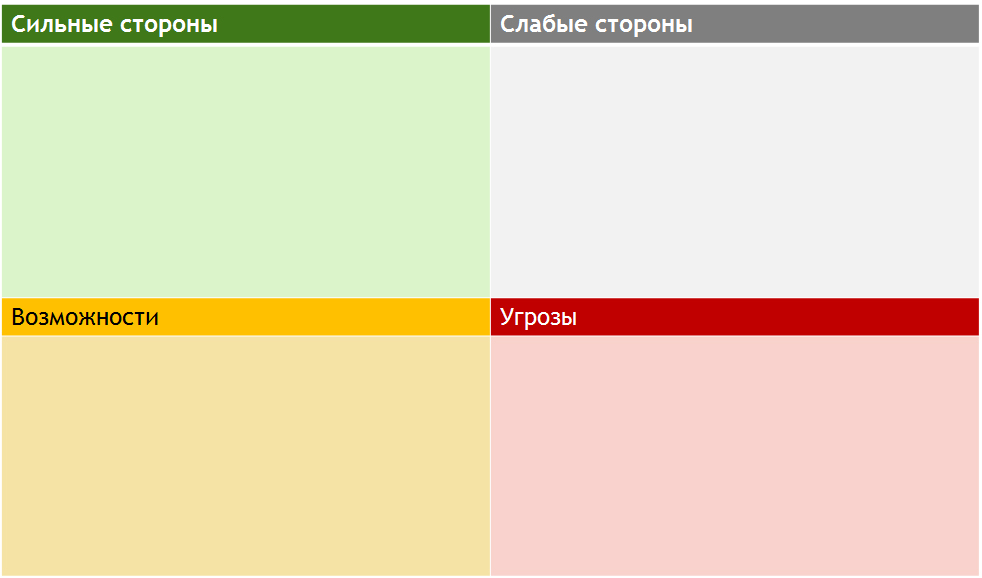 Сильные стороны
Слабые стороны
Возможности
Угрозы